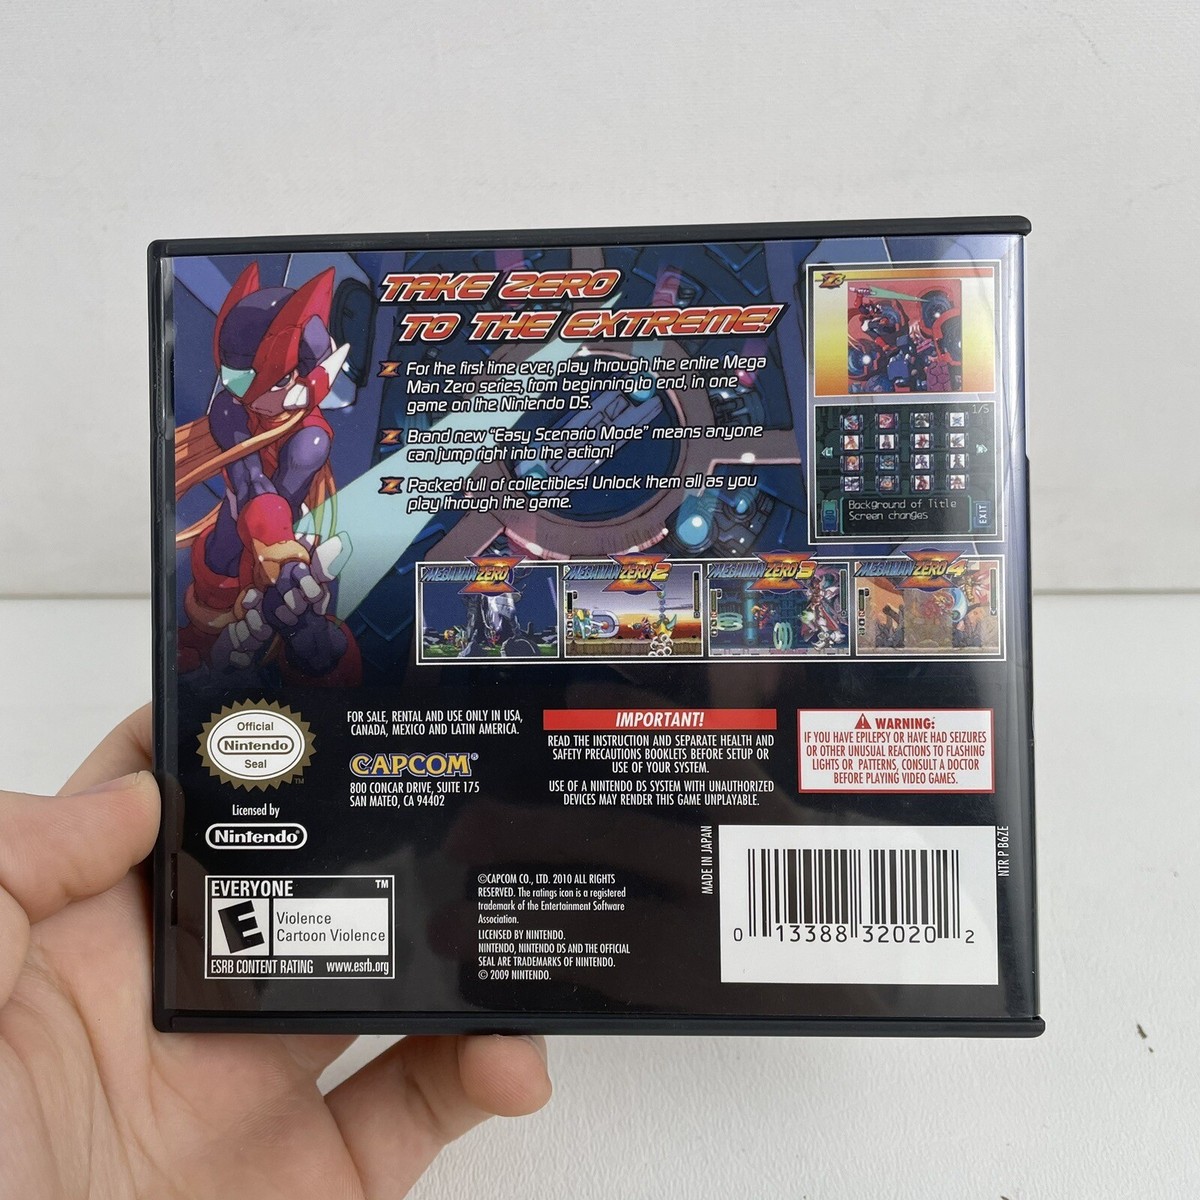 TAKE ZERO
TO THE EXTREME!
For the first time ever, play through the entire Mega
Man Zero series, from beginning to end, in one
game on the Nintendo DS.
Brand new "Easy Scenario Mode" means anyone
can jump right into the action!
Packed full of collectibles! Unlock them all as you
play through the game.
1/5
Background of Title
Screen changes
EXIT
MEGAMAN ZERO
MEGAMAN ZERO 2
MEGAMAN ZERO 3
MEGAMAN ZERO 4
Official
Nintendo
Seal
TM
Licensed by
Nintendo®
FOR SALE, RENTAL AND USE ONLY IN USA,
CANADA, MEXICO AND LATIN AMERICA.
CAPCOM®
800 CONCAR DRIVE, SUITE 175
SAN MATEO, CA 94402
IMPORTANT!
READ THE INSTRUCTION AND SEPARATE HEALTH AND
SAFETY PRECAUTIONS BOOKLETS BEFORE SETUP OR
USE OF YOUR SYSTEM.
USE OF A NINTENDO DS SYSTEM WITH UNAUTHORIZED
DEVICES MAY RENDER THIS GAME UNPLAYABLE.
WARNING:
IF YOU HAVE EPILEPSY OR HAVE HAD SEIZURES
OR OTHER UNUSUAL REACTIONS TO FLASHING
LIGHTS OR PATTERNS, CONSULT A DOCTOR
BEFORE PLAYING VIDEO GAMES.
EVERYONE
TM
E
Violence
Cartoon Violence
ESRB CONTENT RATING www.esrb.org
©CAPCOM CO., LTD. 2010 ALL RIGHTS
RESERVED. The ratings icon is a registered
trademark of the Entertainment Software
Association.
LICENSED BY NINTENDO.
NINTENDO, NINTENDO DS AND THE OFFICIAL
SEAL ARE TRADEMARKS OF NINTENDO.
© 2009 NINTENDO.
MADE IN JAPAN
0 13388 32020 2
NTR P B6ZE